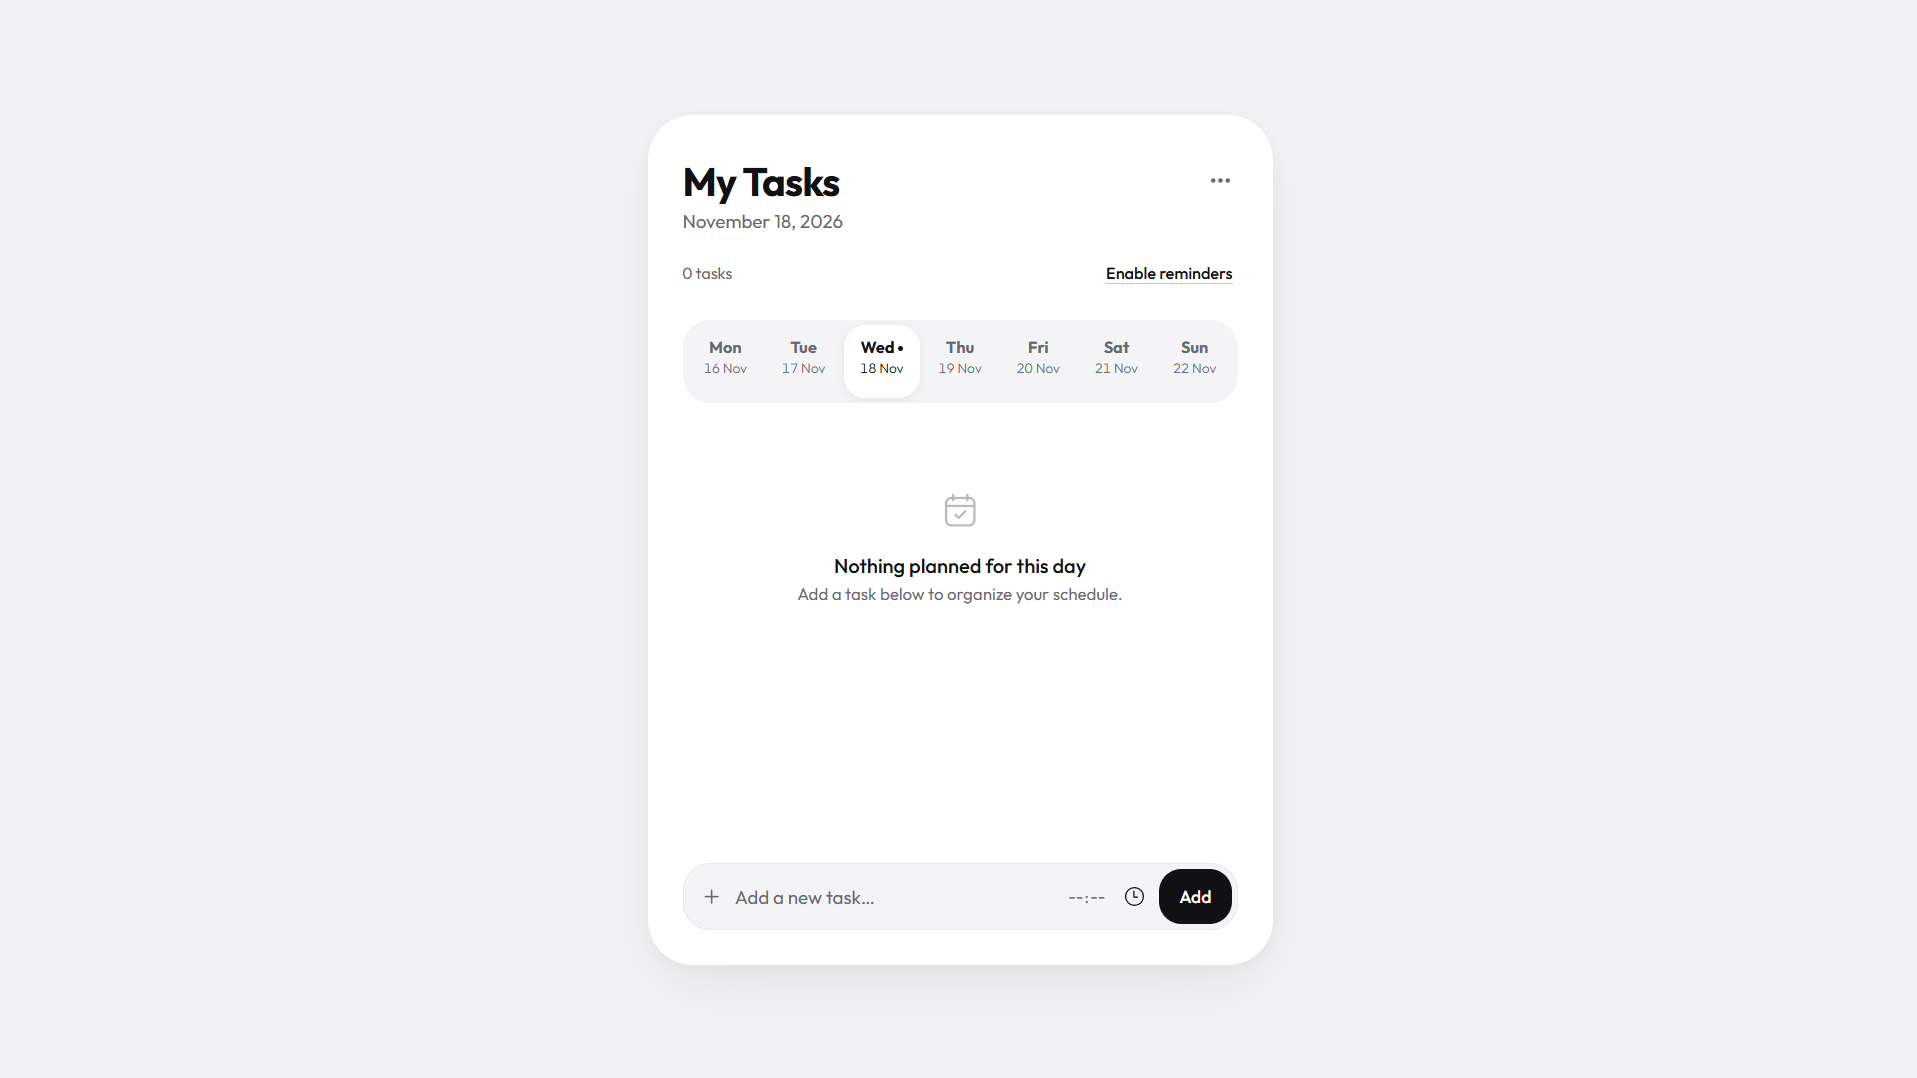 My Tasks
November 18, 2026
0 tasks
Enable reminders
Mon Tue Wed• Thu Fri Sat Sun
16 Nov 17 Nov 18 Nov 19 Nov 20 Nov 21 Nov 22 Nov
Nothing planned for this day
Add a task below to organize your schedule.
Add a new task... --:-- Add